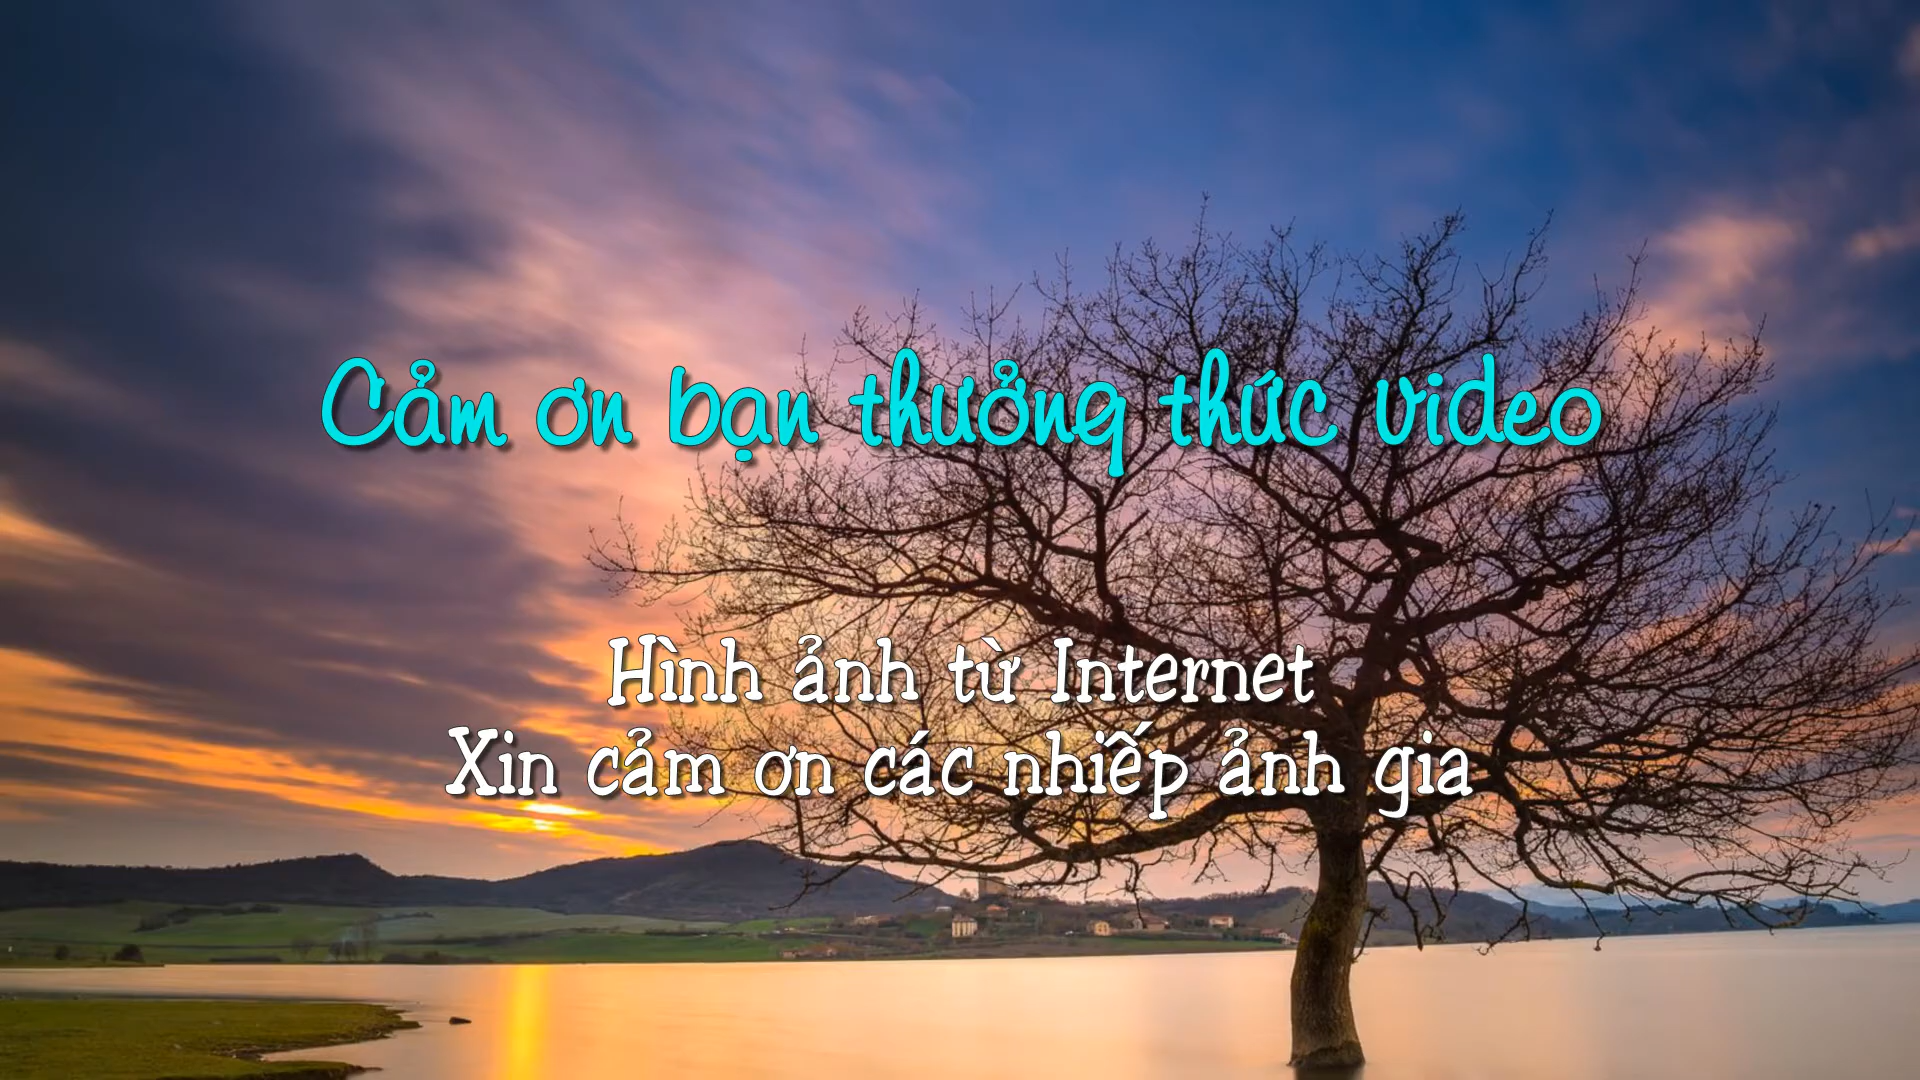 Cảm ơn bạn thưởng thức video
Hình ảnh từ Internet
Xin cảm ơn các nhiếp ảnh gia